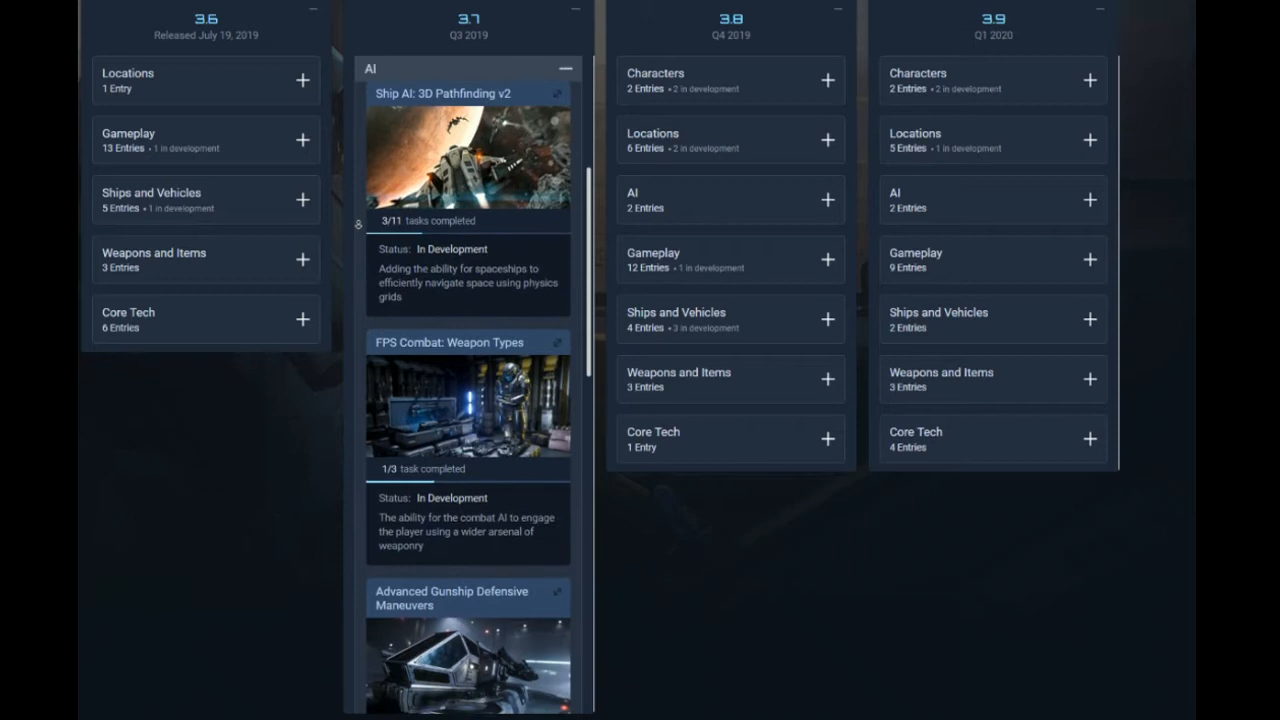 3.6
Released July 19, 2019
Locations
1 Entry
Gameplay
13 Entries • 1 in development
Ships and Vehicles
5 Entries • 1 in development
Weapons and Items
3 Entries
Core Tech
6 Entries
3.7
Q3 2019
AI
Ship AI: 3D Pathfinding v2
3/11 tasks completed
Status: In Development
Adding the ability for spaceships to
efficiently navigate space using physics
grids
FPS Combat: Weapon Types
1/3 task completed
Status: In Development
The ability for the combat AI to engage
the player using a wider arsenal of
weaponry
Advanced Gunship Defensive
Maneuvers
3.8
Q4 2019
Characters
2 Entries • 2 in development
Locations
6 Entries • 2 in development
AI
2 Entries
Gameplay
12 Entries • 1 in development
Ships and Vehicles
4 Entries • 3 in development
Weapons and Items
3 Entries
Core Tech
1 Entry
3.9
Q1 2020
Characters
2 Entries • 2 in development
Locations
5 Entries • 1 in development
AI
2 Entries
Gameplay
9 Entries
Ships and Vehicles
2 Entries
Weapons and Items
3 Entries
Core Tech
4 Entries